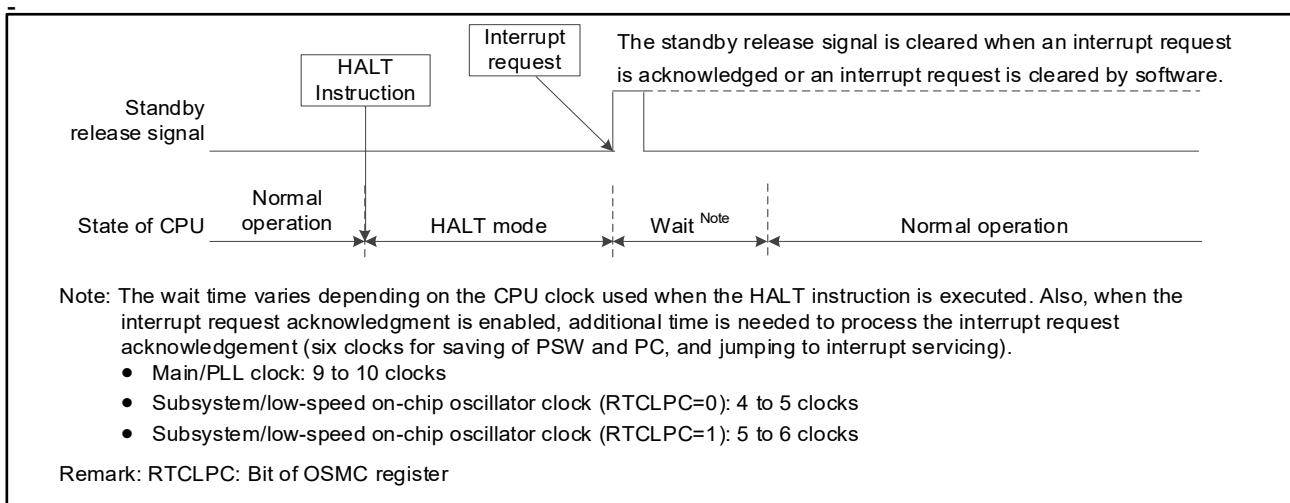 Interrupt
request
The standby release signal is cleared when an interrupt request
is acknowledged or an interrupt request is cleared by software.
HALT
Instruction
Standby
release signal
State of CPU
Normal
operation
HALT mode
Wait Note
Normal operation
Note: The wait time varies depending on the CPU clock used when the HALT instruction is executed. Also, when the
interrupt request acknowledgment is enabled, additional time is needed to process the interrupt request
acknowledgement (six clocks for saving of PSW and PC, and jumping to interrupt servicing).
• Main/PLL clock: 9 to 10 clocks
• Subsystem/low-speed on-chip oscillator clock (RTCLPC=0): 4 to 5 clocks
• Subsystem/low-speed on-chip oscillator clock (RTCLPC=1): 5 to 6 clocks
Remark: RTCLPC: Bit of OSMC register